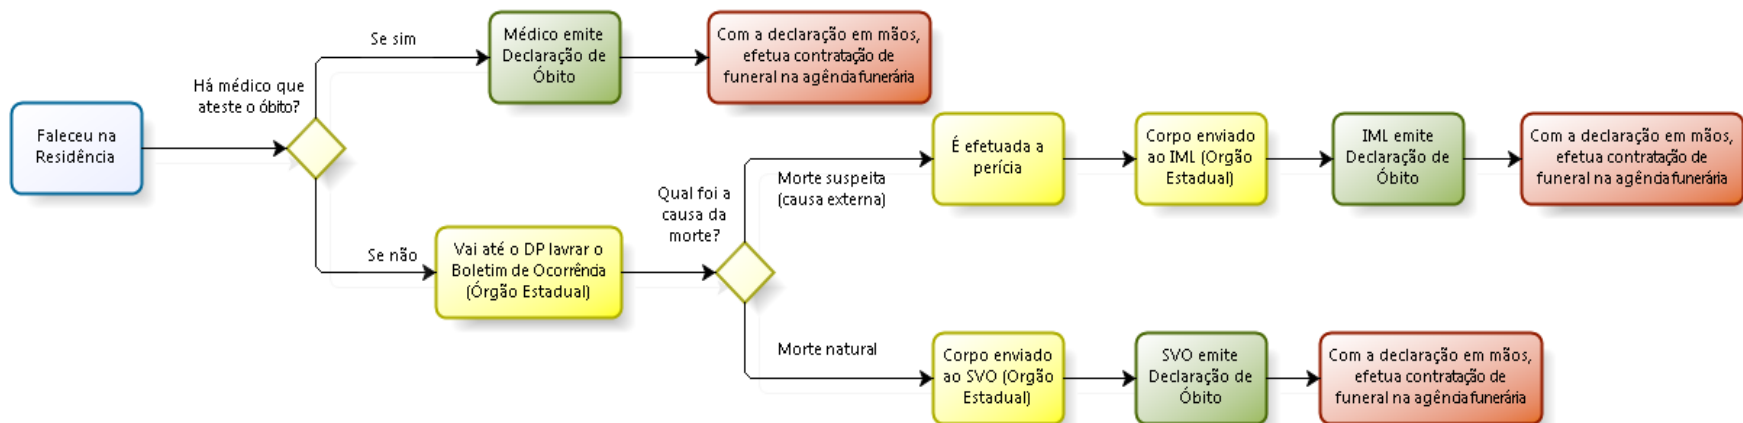 Faleceu na
Residência
Há médico que
ateste o óbito?
Se sim
Médico emite
Declaração de
Óbito
Com a declaração em mãos,
efetua contratação de
funeral na agência funerária
Se não
Vai até o DP lavrar o
Boletim de Ocorrência
(Órgão Estadual)
Qual foi a
causa da
morte?
Morte suspeita
(causa externa)
É efetuada a
perícia
Corpo enviado
ao IML (Orgão
Estadual)
IML emite
Declaração de
Óbito
Com a declaração em mãos,
efetua contratação de
funeral na agência funerária
Morte natural
Corpo enviado
ao SVO (Orgão
Estadual)
SVO emite
Declaração de
Óbito
Com a declaração em mãos,
efetua contratação de
funeral na agência funerária